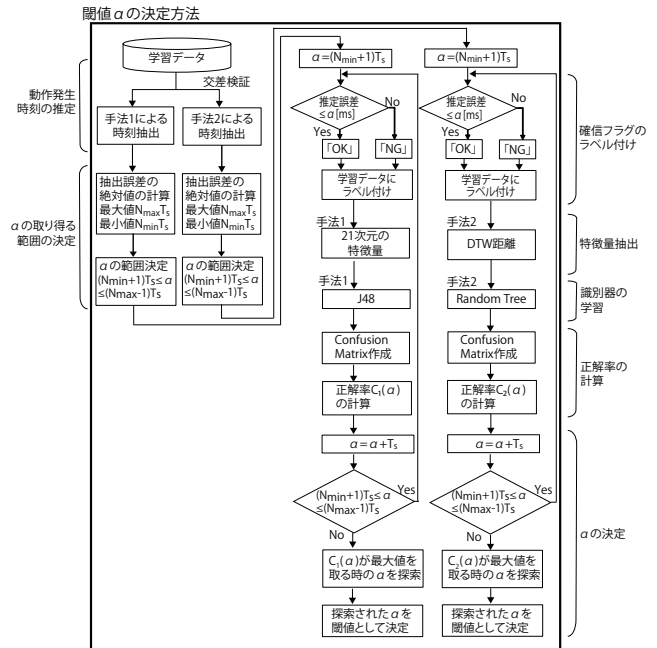 閾値αの決定方法
動作発生
時刻の推定
αの取り得る
範囲の決定
学習データ
交差検証
手法1による
時刻抽出
手法2による
時刻抽出
抽出誤差の
絶対値の計算
最大値NmaxTs
最小値NminTs
抽出誤差の
絶対値の計算
最大値NmaxTs
最小値NminTs
αの範囲決定
(Nmin+1)Ts≤α
≤(Nmax-1)Ts
αの範囲決定
(Nmin+1)Ts≤α
≤(Nmax-1)Ts
α=(Nmin+1)Ts
推定誤差
≤α[ms]
Yes
No
「OK」
「NG」
学習データに
ラベル付け
手法1
21次元の
特徴量
手法1
J48
Confusion
Matrix作成
正解率C1(α)
の計算
α=α+Ts
(Nmin+1)Ts≤α
≤(Nmax-1)Ts
Yes
No
C1(α)が最大値を
取る時のαを探索
探索されたαを
閾値として決定
α=(Nmin+1)Ts
推定誤差
≤α[ms]
Yes
No
「OK」
「NG」
学習データに
ラベル付け
手法2
DTW距離
手法2
Random Tree
Confusion
Matrix作成
正解率C2(α)
の計算
α=α+Ts
(Nmin+1)Ts≤α
≤(Nmax-1)Ts
Yes
No
C2(α)が最大値を
取る時のαを探索
探索されたαを
閾値として決定
確信フラグの
ラベル付け
特徴量抽出
識別器の
学習
正解率の
計算
αの決定